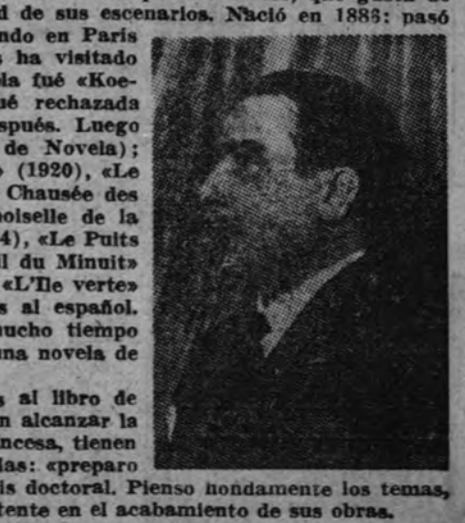 d de sus escenarios. Nació en 1886: pasó
ndo en Paris
s ha visitado
la fué «Koe-
ué rechazada
spués. Luego
de Novela);
» (1920), «Le
Chausée des
oiselle de la
4), «Le Puits
il du Minuit»
«L'Ile verte»
s al español.
nucho tiempo
una novela de
s al libro de
n alcanzar la
ncesa, tienen
las: «preparo
is doctoral. Pienso hondamente los temas,
tente en el acabamiento de sus obras.